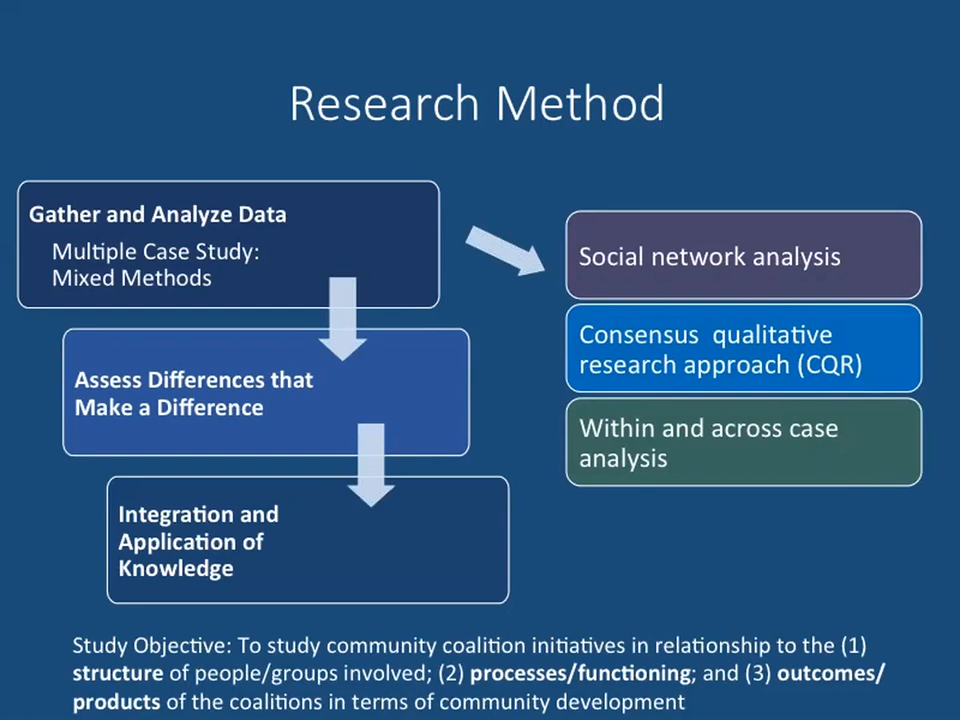 Research Method
Gather and Analyze Data
Multiple Case Study:
Mixed Methods
Assess Differences that
Make a Difference
Integration and
Application of
Knowledge
Social network analysis
Consensus  qualitative
research approach (CQR)
Within and across case
analysis
Study Objective: To study community coalition initiatives in relationship to the (1)
structure of people/groups involved; (2) processes/functioning; and (3) outcomes/
products of the coalitions in terms of community development